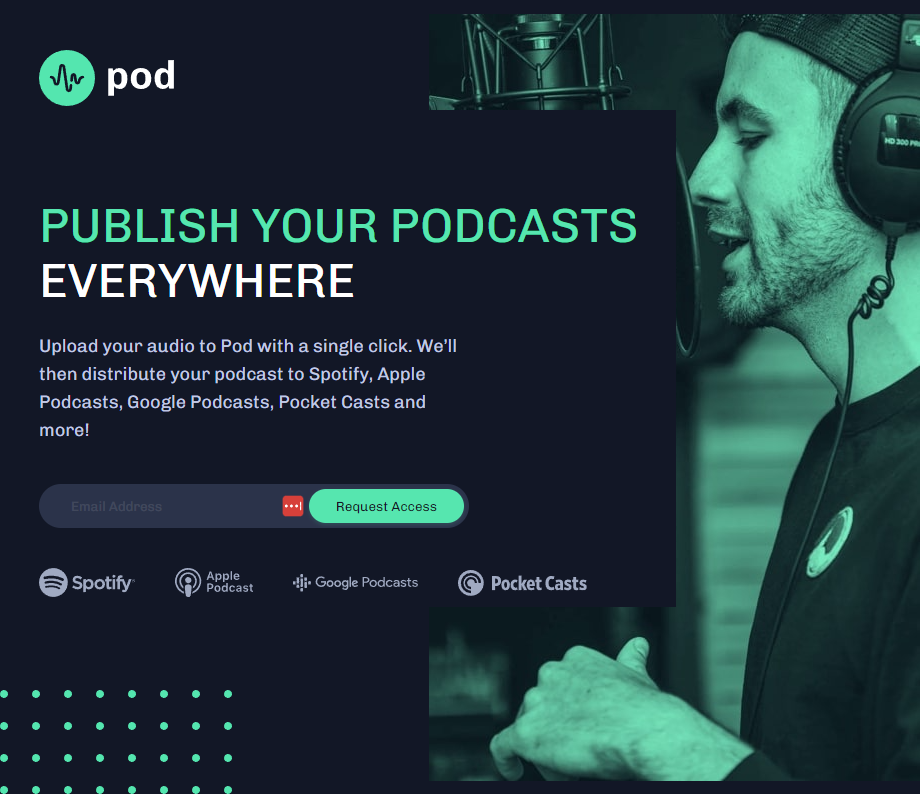 pod
PUBLISH YOUR PODCASTS
EVERYWHERE
Upload your audio to Pod with a single click. We'll
then distribute your podcast to Spotify, Apple
Podcasts, Google Podcasts, Pocket Casts and
more!
Email Address
Request Access
Spotify
Apple
Podcast
Google Podcasts
Pocket Casts
HD 300 PRO